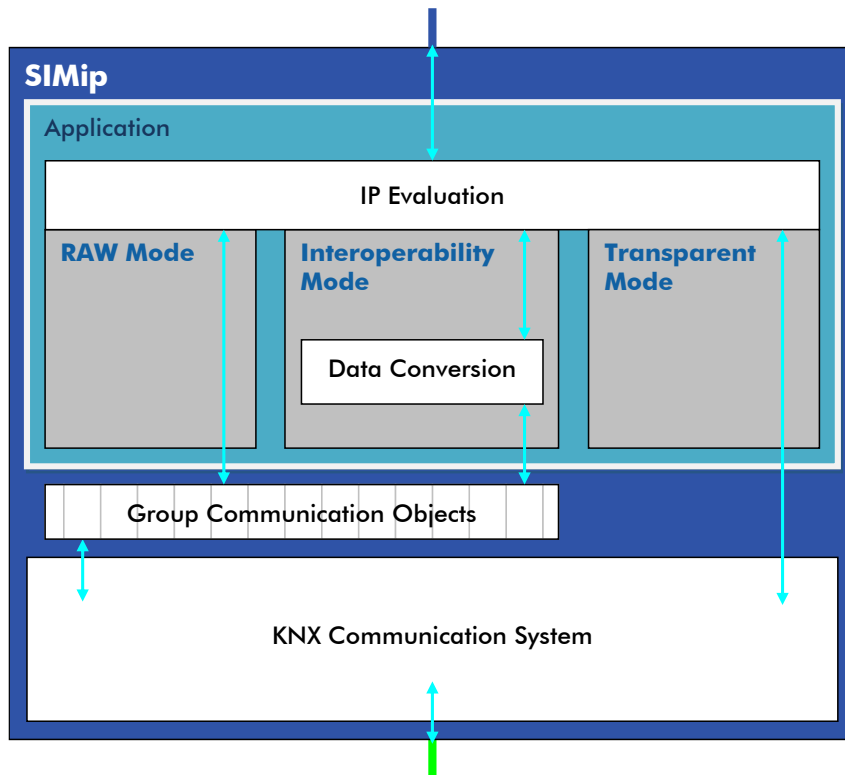 SIMip
Application
IP Evaluation
RAW Mode
Interoperability
Mode
Transparent
Mode
Data Conversion
Group Communication Objects
KNX Communication System